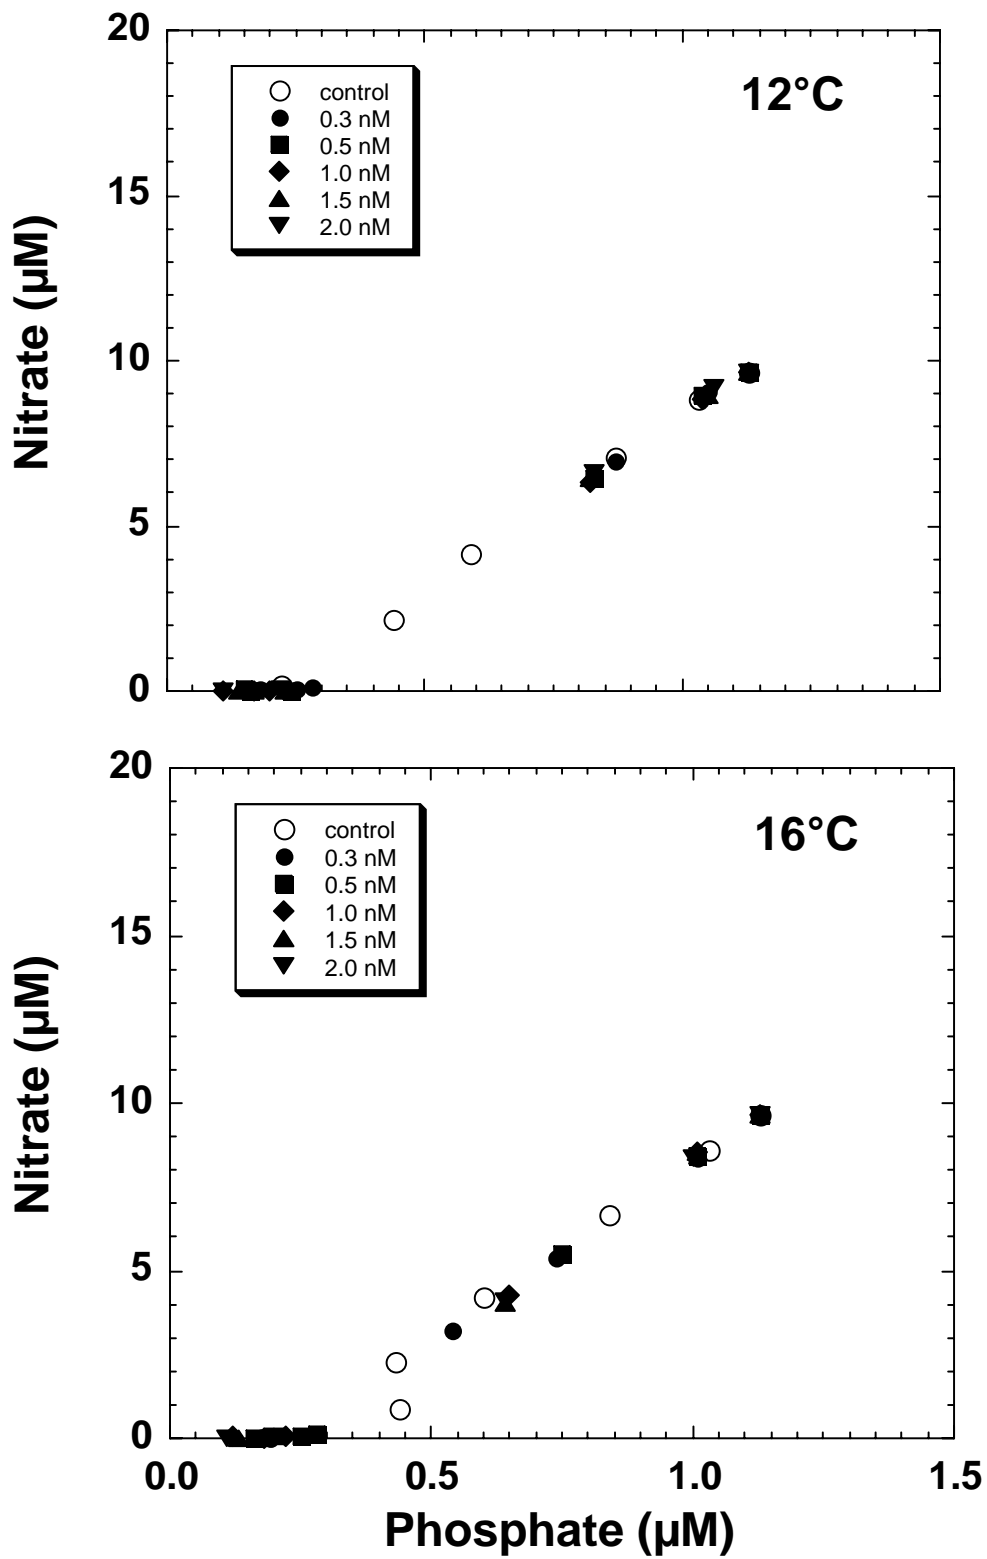 20
15
10
5
0
Nitrate (µM)
12°C
control
0.3 nM
0.5 nM
1.0 nM
1.5 nM
2.0 nM
20
15
10
5
0
Nitrate (µM)
16°C
control
0.3 nM
0.5 nM
1.0 nM
1.5 nM
2.0 nM
0.0 0.5 1.0 1.5
Phosphate (µM)